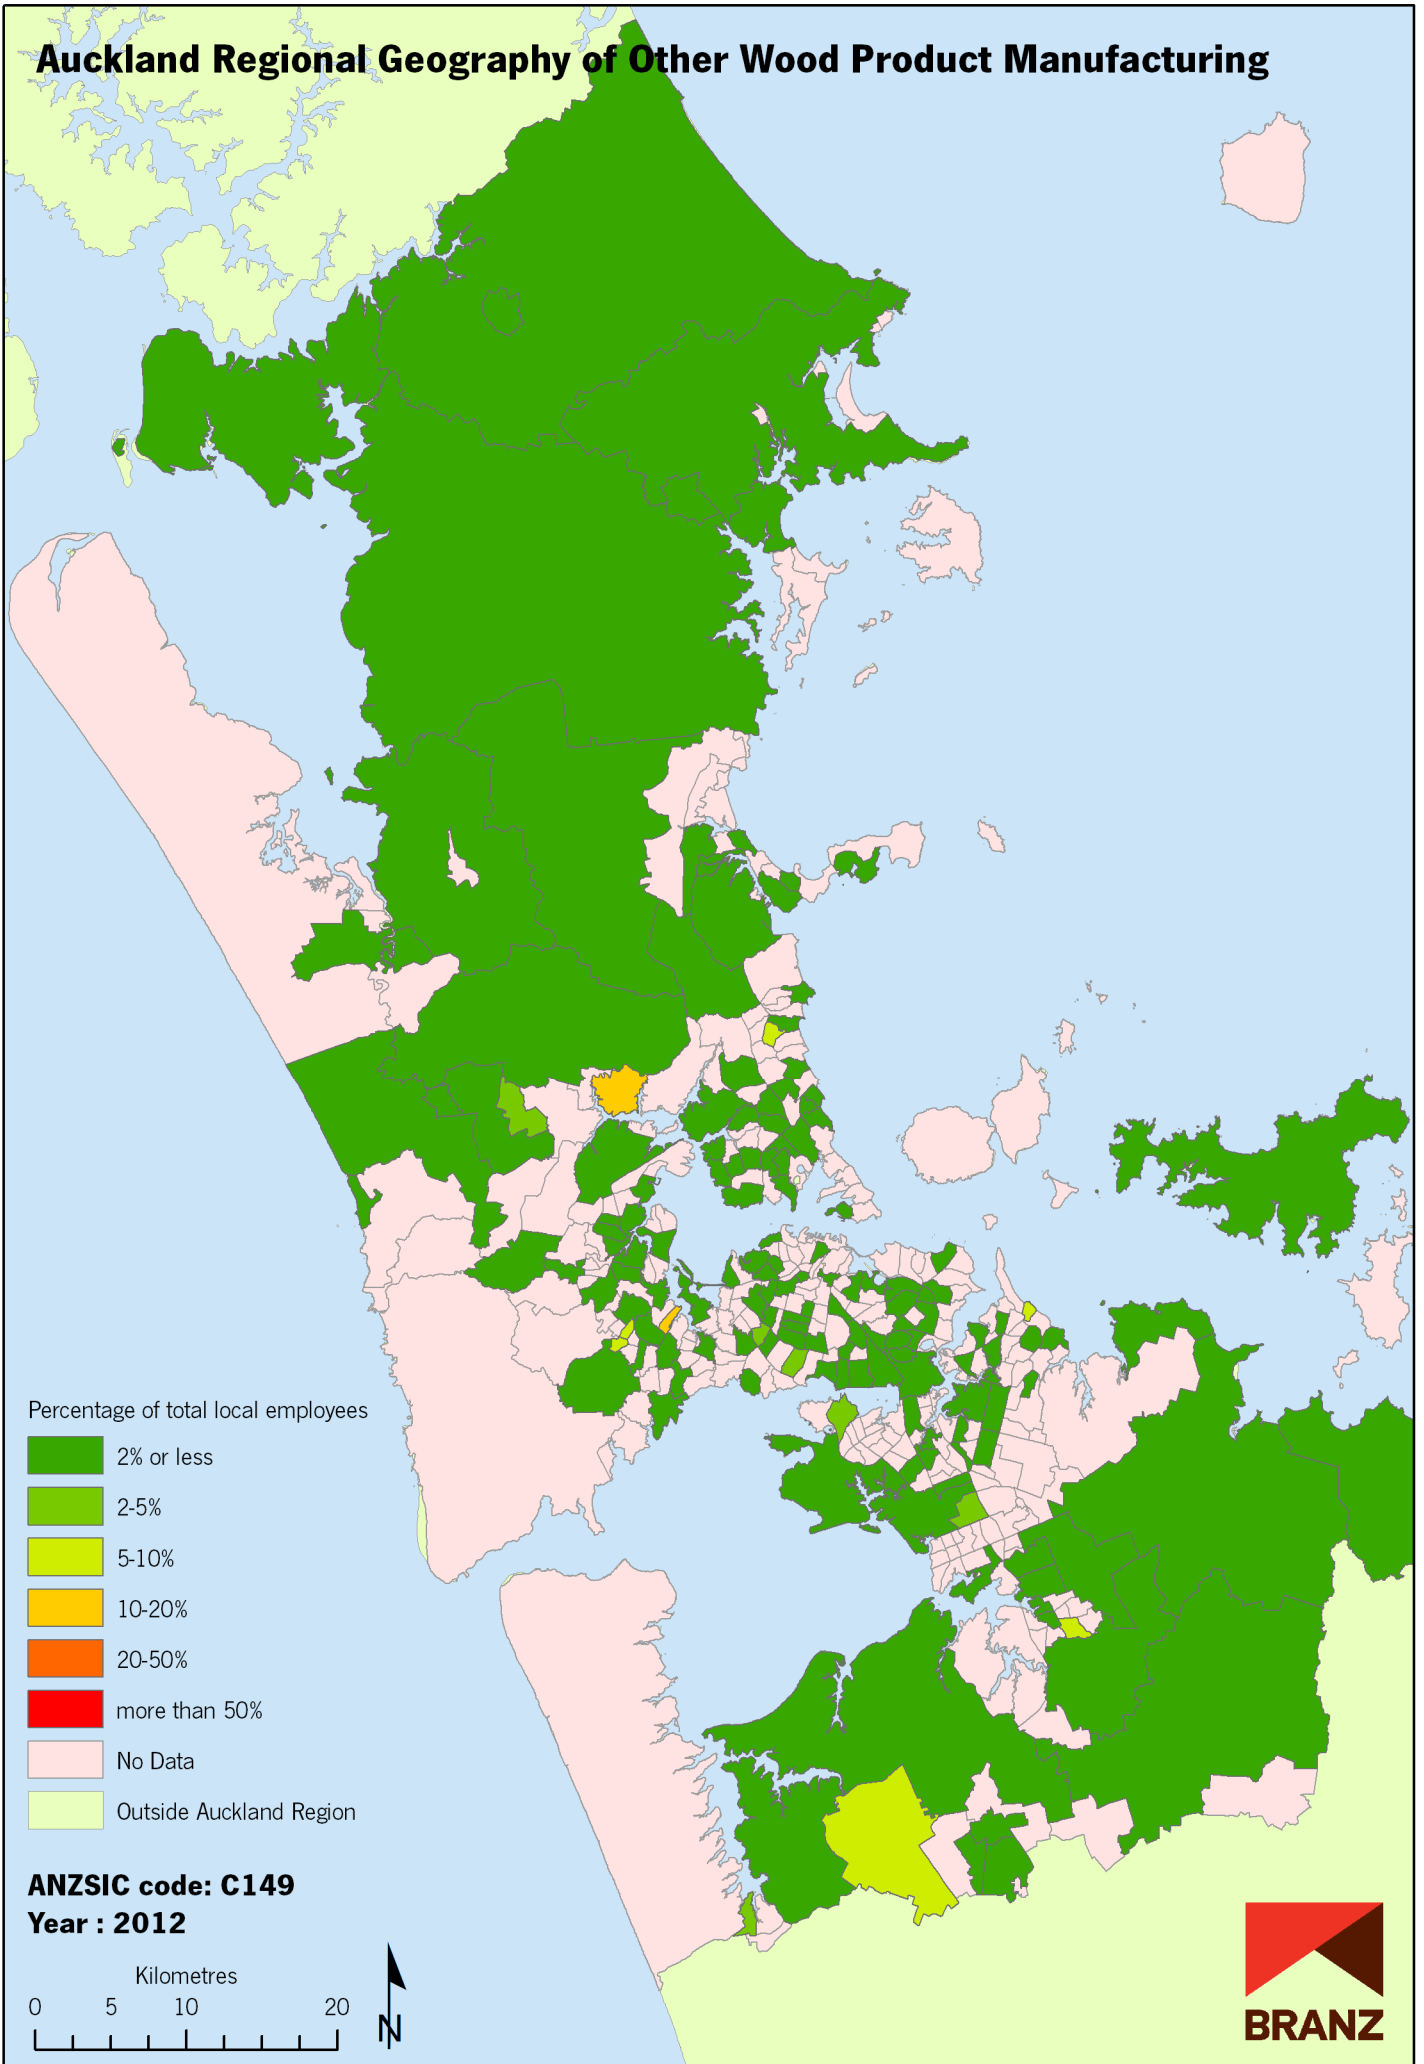 Auckland Regional Geography of Other Wood Product Manufacturing
Percentage of total local employees
2% or less
2-5%
5-10%
10-20%
20-50%
more than 50%
No Data
Outside Auckland Region
ANZSIC code: C149
Year : 2012
Kilometres
0 5 10 20
N
BRANZ